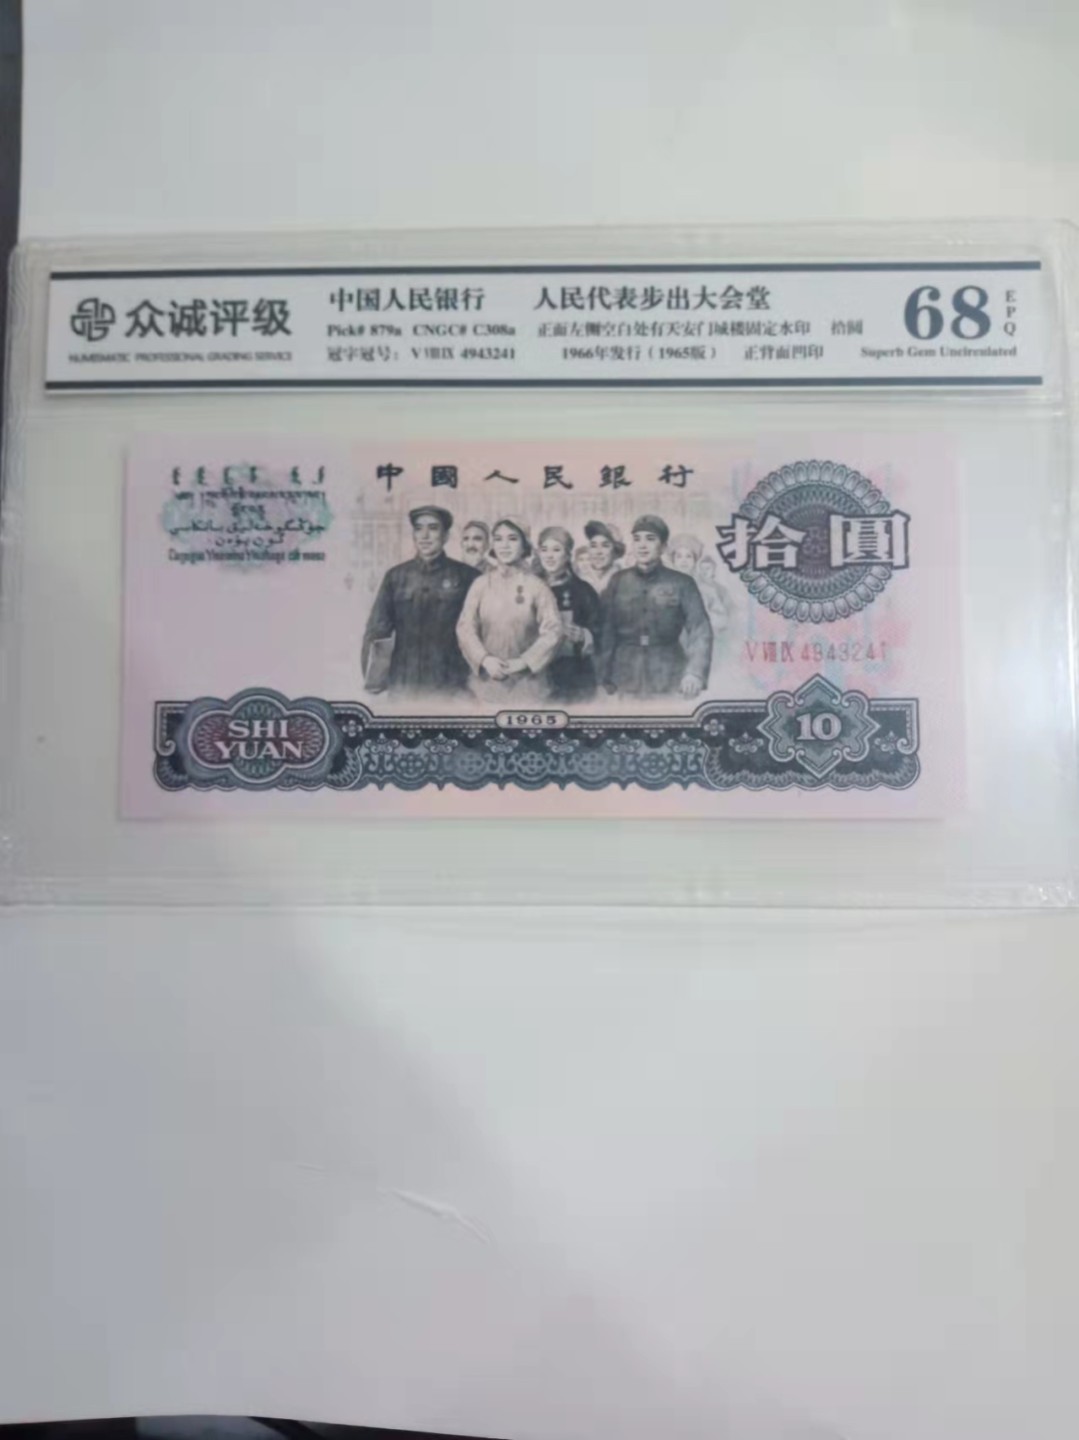 众诚评级
NUMISMATIC PROFESSIONAL GRADING SERVICE
中国人民银行 人民代表步出大会堂
Pick# 879a CNGC# C308a 正面左侧空白处有天安门城楼固定水印 拾圆
冠字冠号： V VIII IX 4943241 1966年发行（1965版） 正背面凹印
68 EPQ
Superb Gem Uncirculated
中國人民銀行
拾圓
V VIII IX 4943241
1965
SHI
YUAN
10